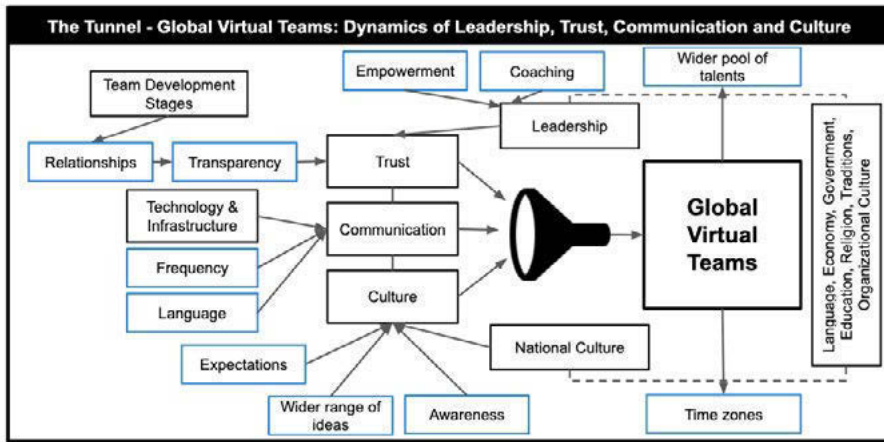 The Tunnel - Global Virtual Teams: Dynamics of Leadership, Trust, Communication and Culture
Empowerment
Coaching
Wider pool of
talents
Team Development
Stages
Leadership
Relationships
Transparency
Trust
Technology &
Infrastructure
Communication
Frequency
Language
Culture
Global
Virtual
Teams
Language, Economy, Government,
Education, Religion, Traditions,
Organizational Culture
Expectations
National Culture
Wider range of
ideas
Awareness
Time zones